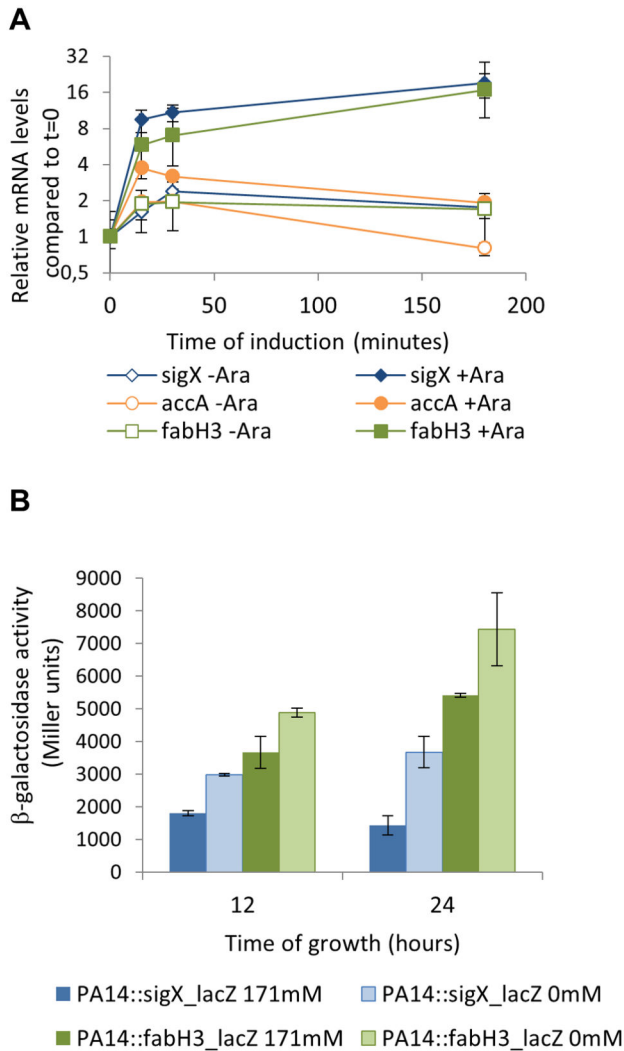 A
Relative mRNA levels
compared to t=0
32
16
8
4
2
1
0,5
0 50 100 150 200
Time of induction (minutes)
sigX -Ara sigX +Ara
accA -Ara accA +Ara
fabH3 -Ara fabH3 +Ara
B
β-galactosidase activity
(Miller units)
9000
8000
7000
6000
5000
4000
3000
2000
1000
0
12 24
Time of growth (hours)
PA14::sigX_lacZ 171mM PA14::sigX_lacZ 0mM
PA14::fabH3_lacZ 171mM PA14::fabH3_lacZ 0mM